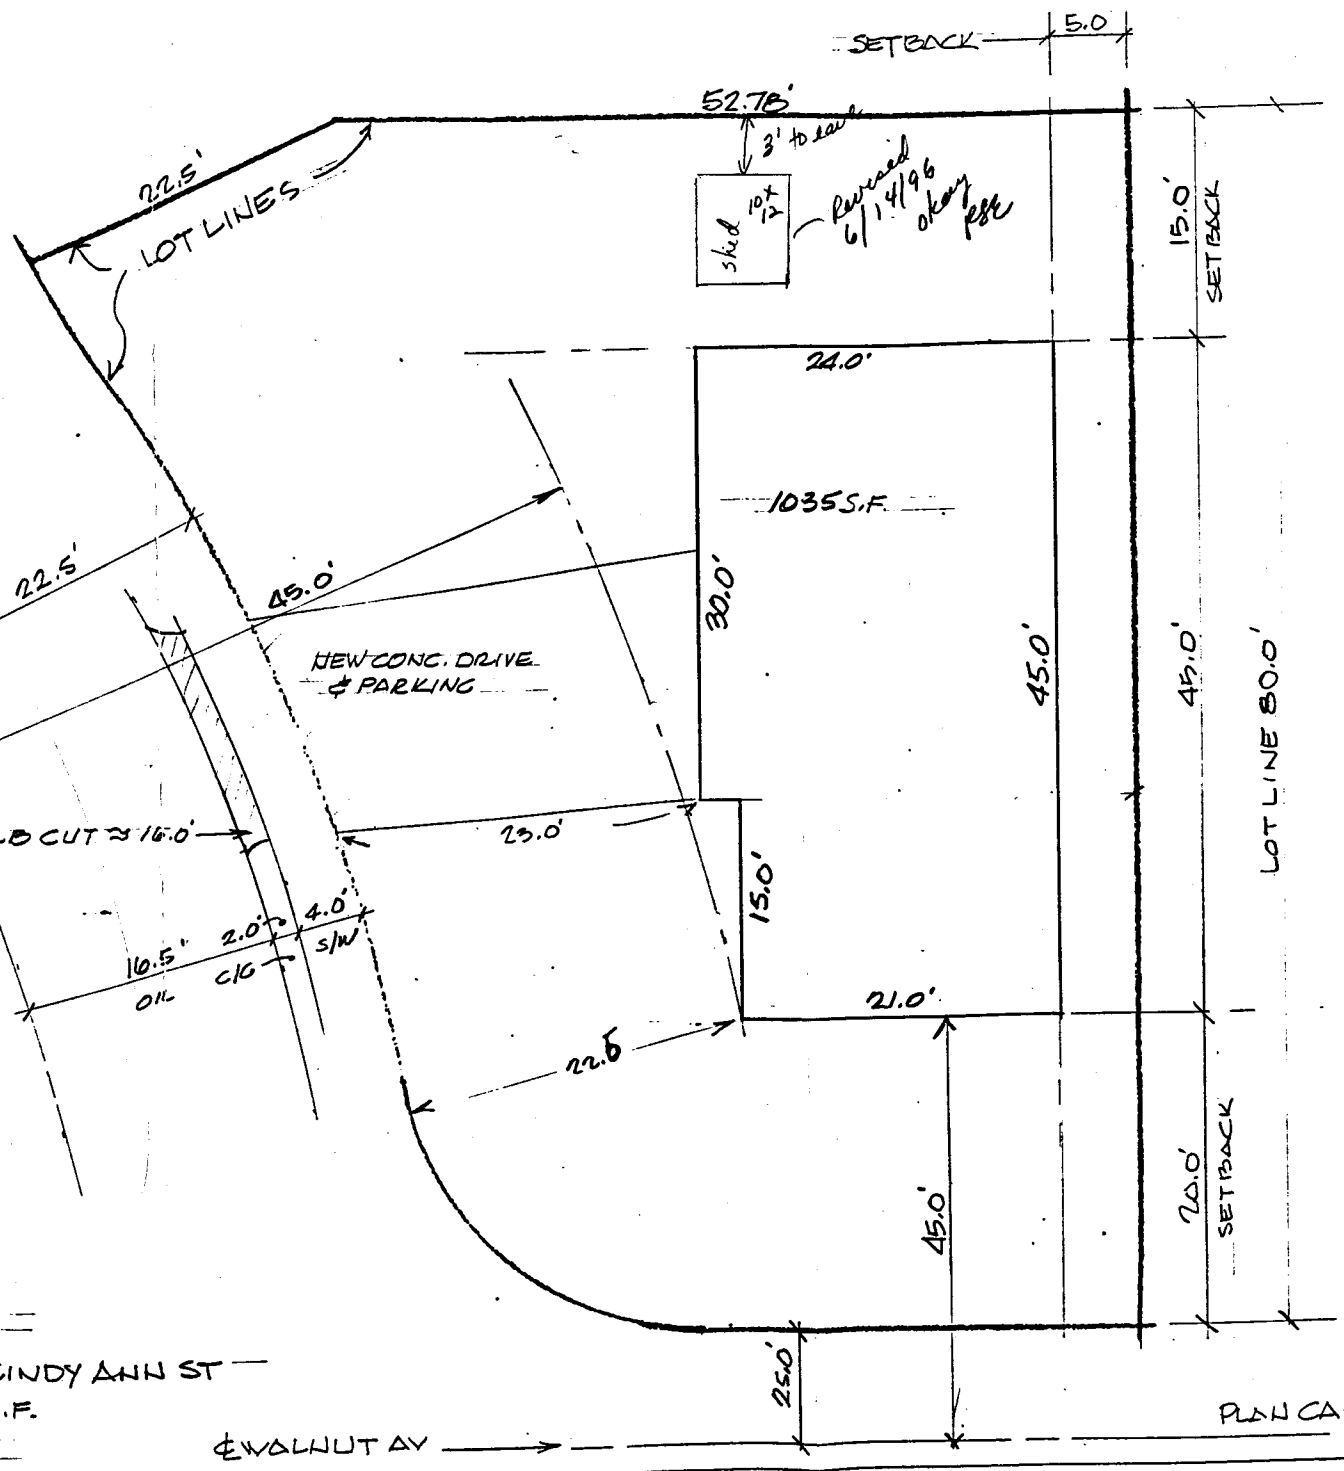 SETBACK
5.0
52.78'
3' to eave
22.5'
LOT LINES
shed 10x
12
Revised
6/14/96
okay
15.0'
SETBACK
24.0'
1035 S.F.
22.5'
45.0'
30.0'
NEW CONC. DRIVE
& PARKING
45.0'
45.0'
LOT LINE 80.0'
B CUT ≈ 16.0'
23.0'
15.0'
2.0'
4.0'
S/W
16.5'
C/G
21.0'
22.5
45.0'
20.0'
SETBACK
25.0'
CINDY ANN ST
.F.
℄ WALNUT AV
PLAN CA